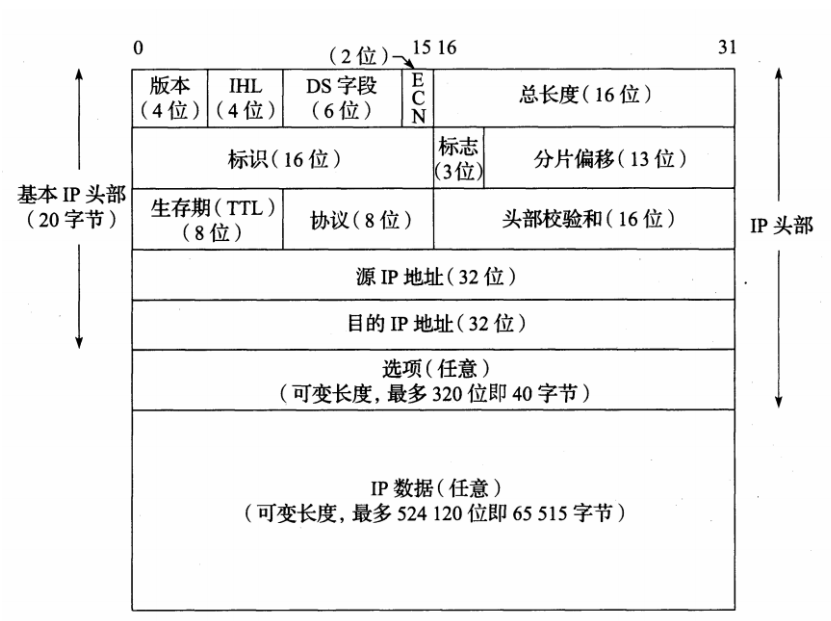 0
(2位)
15
16
31
版本
(4位)
IHL
(4位)
DS 字段
(6位)
E
C
N
总长度(16位)
标识(16位)
标志
(3位)
分片偏移(13位)
基本 IP 头部
(20 字节)
生存期(TTL)
(8位)
协议(8位)
头部校验和(16位)
IP 头部
源 IP 地址(32位)
目的 IP 地址(32位)
选项(任意)
(可变长度, 最多 320 位即 40 字节)
IP 数据(任意)
(可变长度, 最多 524 120 位即 65 515 字节)